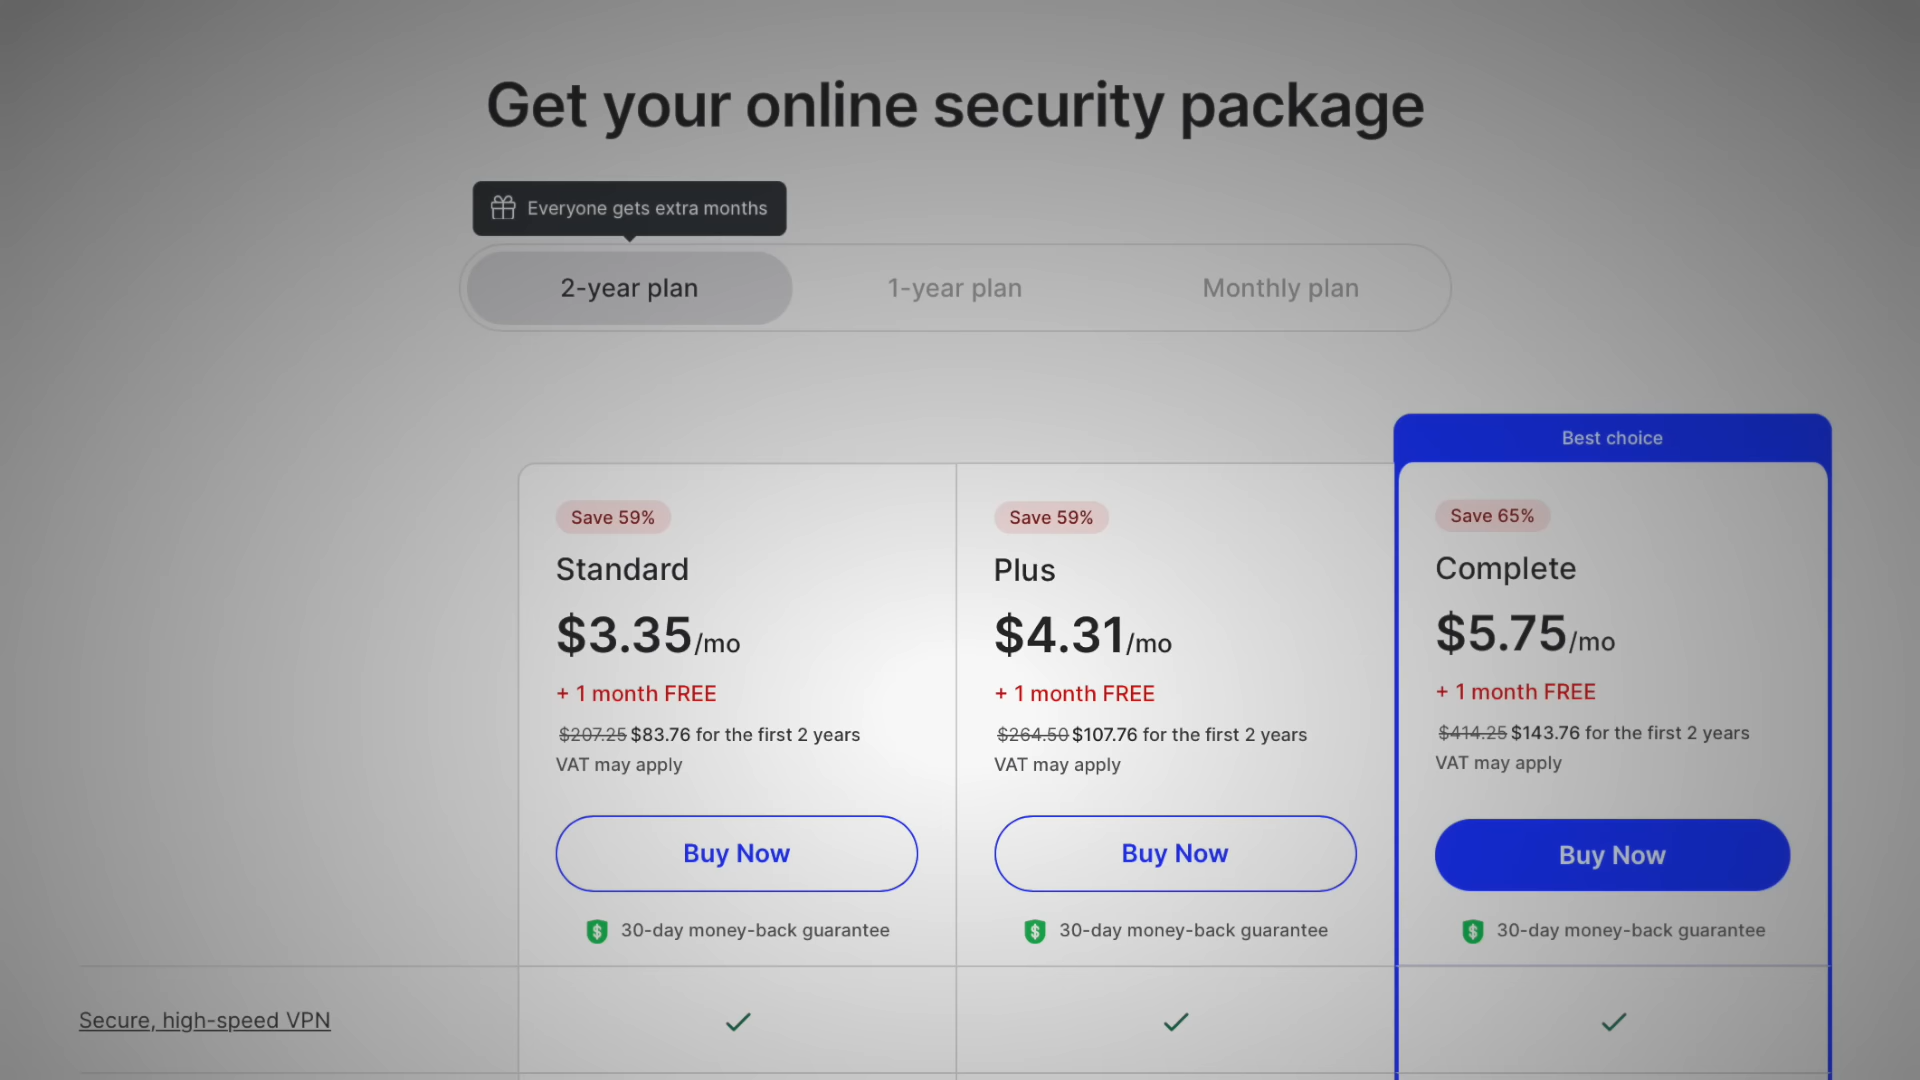 Get your online security package
Everyone gets extra months
2-year plan
1-year plan
Monthly plan
Best choice
Save 59%
Standard
$3.35/mo
+ 1 month FREE
$207.25 $83.76 for the first 2 years
VAT may apply
Buy Now
$ 30-day money-back guarantee
Save 59%
Plus
$4.31/mo
+ 1 month FREE
$264.50 $107.76 for the first 2 years
VAT may apply
Buy Now
$ 30-day money-back guarantee
Save 65%
Complete
$5.75/mo
+ 1 month FREE
$414.25 $143.76 for the first 2 years
VAT may apply
Buy Now
$ 30-day money-back guarantee
Secure, high-speed VPN